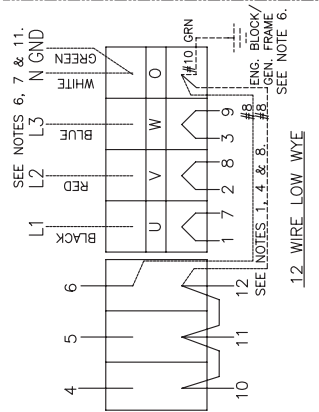 SEE NOTES 6, 7 & 11.
L1 L2 L3 N GND
BLACK RED BLUE WHITE GREEN
U V W O
1 7 2 8 3 9
#10 GRN
ENG. BLOCK/
GEN. FRAME
SEE NOTE 6.
#8
#8
SEE NOTES 1, 4 & 8.
4 5 6
10 11 12
12 WIRE LOW WYE